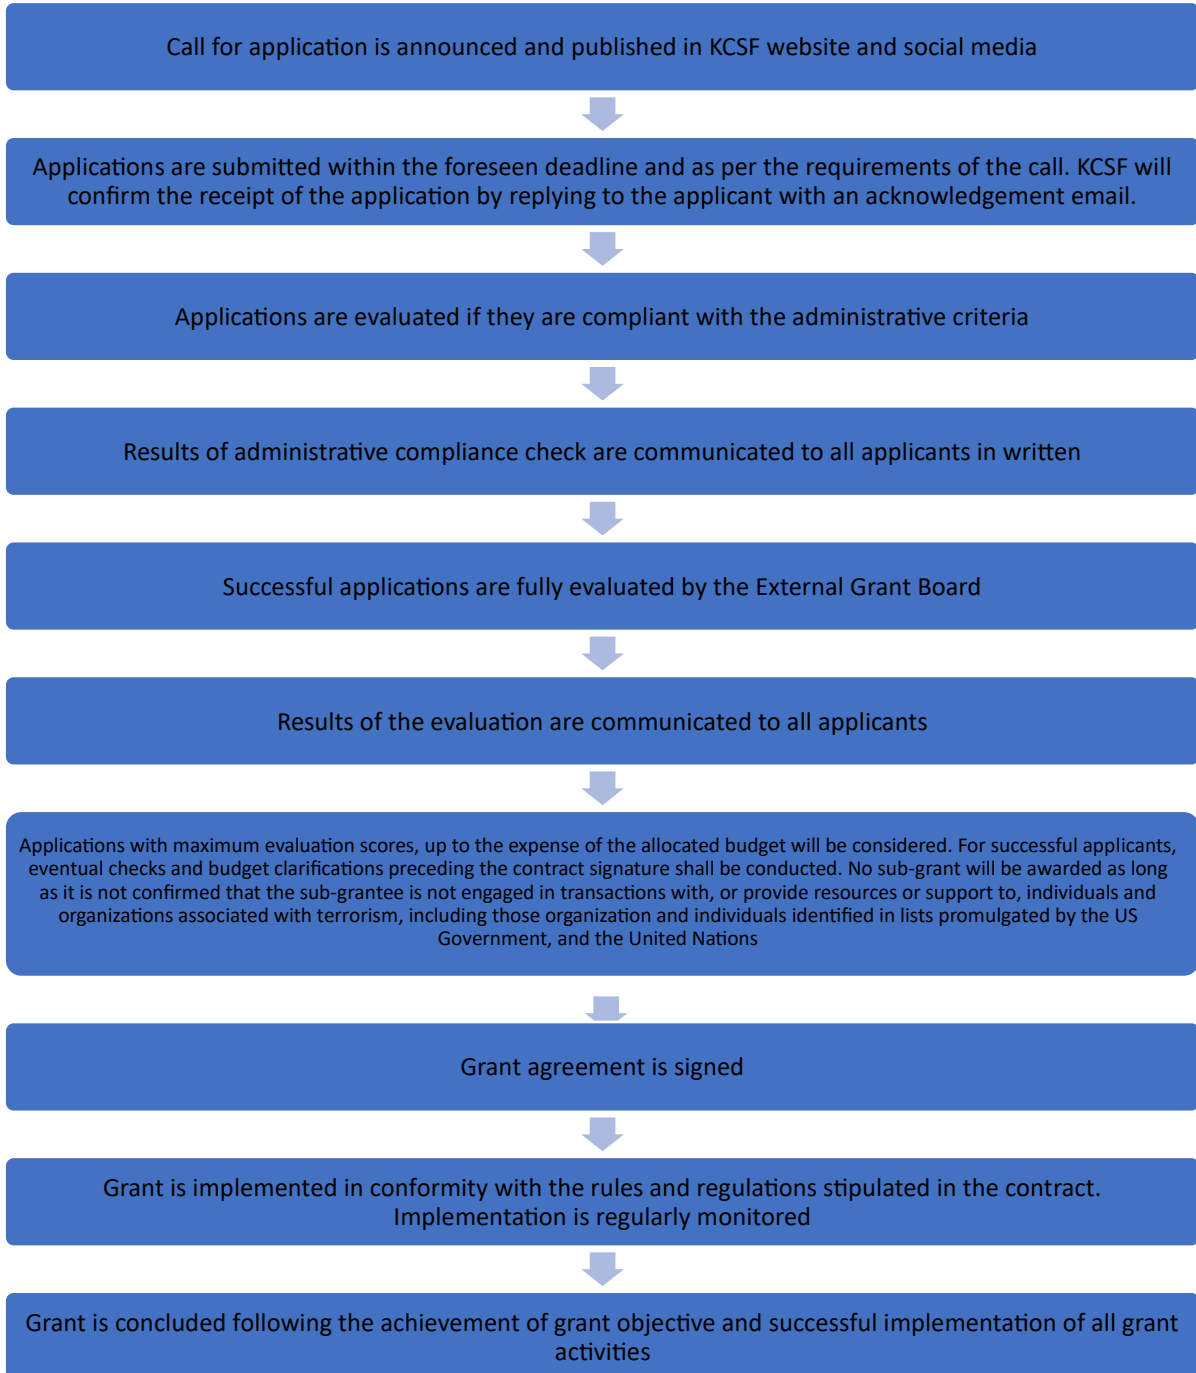 Call for application is announced and published in KCSF website and social media
Applications are submitted within the foreseen deadline and as per the requirements of the call. KCSF will
confirm the receipt of the application by replying to the applicant with an acknowledgement email.
Applications are evaluated if they are compliant with the administrative criteria
Results of administrative compliance check are communicated to all applicants in written
Successful applications are fully evaluated by the External Grant Board
Results of the evaluation are communicated to all applicants
Applications with maximum evaluation scores, up to the expense of the allocated budget will be considered. For successful applicants,
eventual checks and budget clarifications preceding the contract signature shall be conducted. No sub-grant will be awarded as long
as it is not confirmed that the sub-grantee is not engaged in transactions with, or provide resources or support to, individuals and
organizations associated with terrorism, including those organization and individuals identified in lists promulgated by the US
Government, and the United Nations
Grant agreement is signed
Grant is implemented in conformity with the rules and regulations stipulated in the contract.
Implementation is regularly monitored
Grant is concluded following the achievement of grant objective and successful implementation of all grant
activities